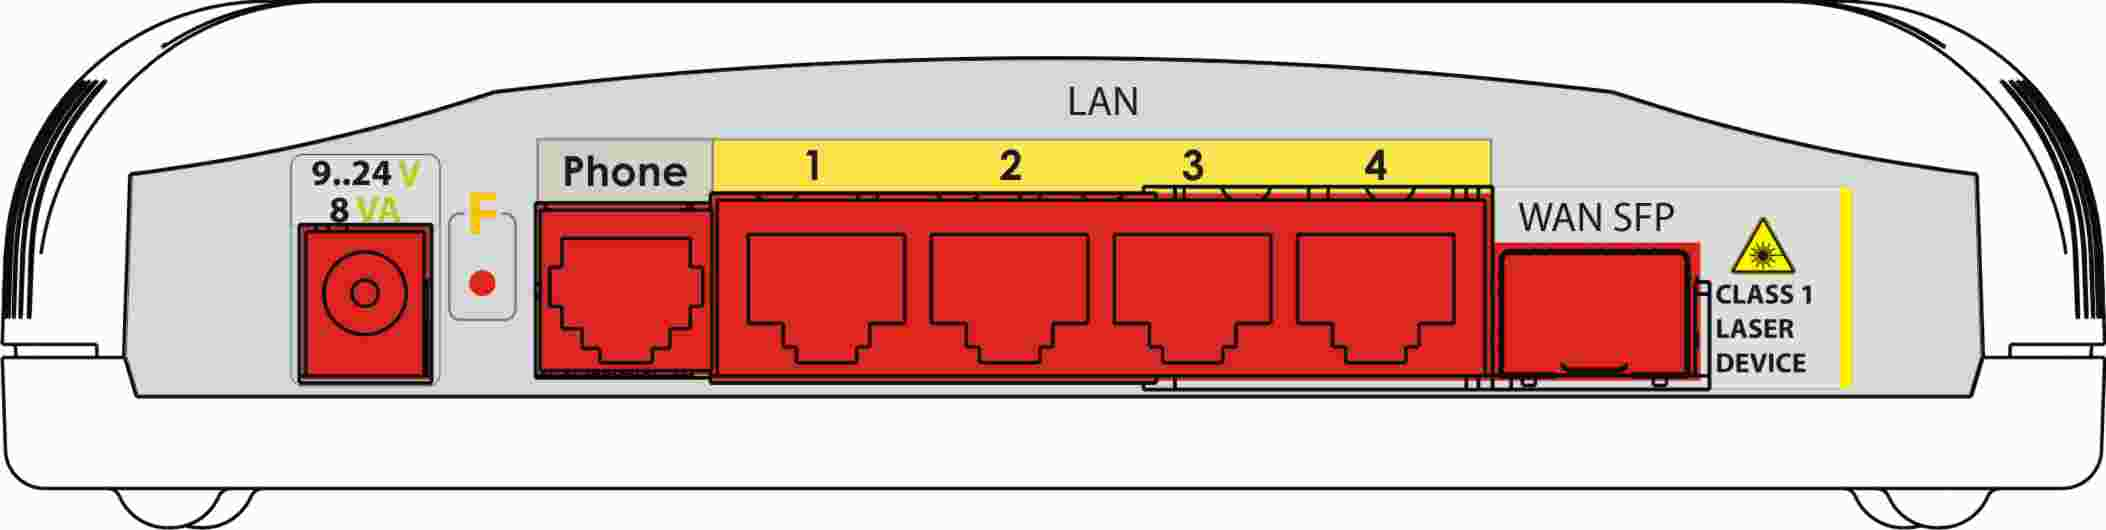 LAN
9..24 V
8 VA
F
Phone
1 2 3 4
WAN SFP
CLASS 1
LASER
DEVICE